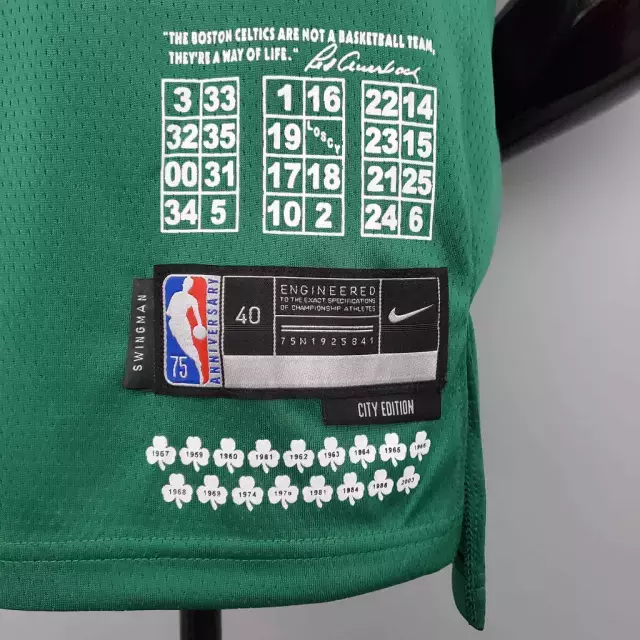 "THE BOSTON CELTICS ARE NOT A BASKETBALL TEAM,
THEY'RE A WAY OF LIFE." Red Auerbach
3 33 1 16 22 14
32 35 19 LOSCY 23 15
00 31 17 18 21 25
34 5 10 2 24 6
SWINGMAN
75
ANNIVERSARY
40
ENGINEERED
TO THE EXACT SPECIFICATIONS
OF CHAMPIONSHIP ATHLETES
75N1925841
CITY EDITION
1957 1959 1960 1961 1962 1963 1964 1965 1966
1968 1969 1974 1976 1981 1984 1986